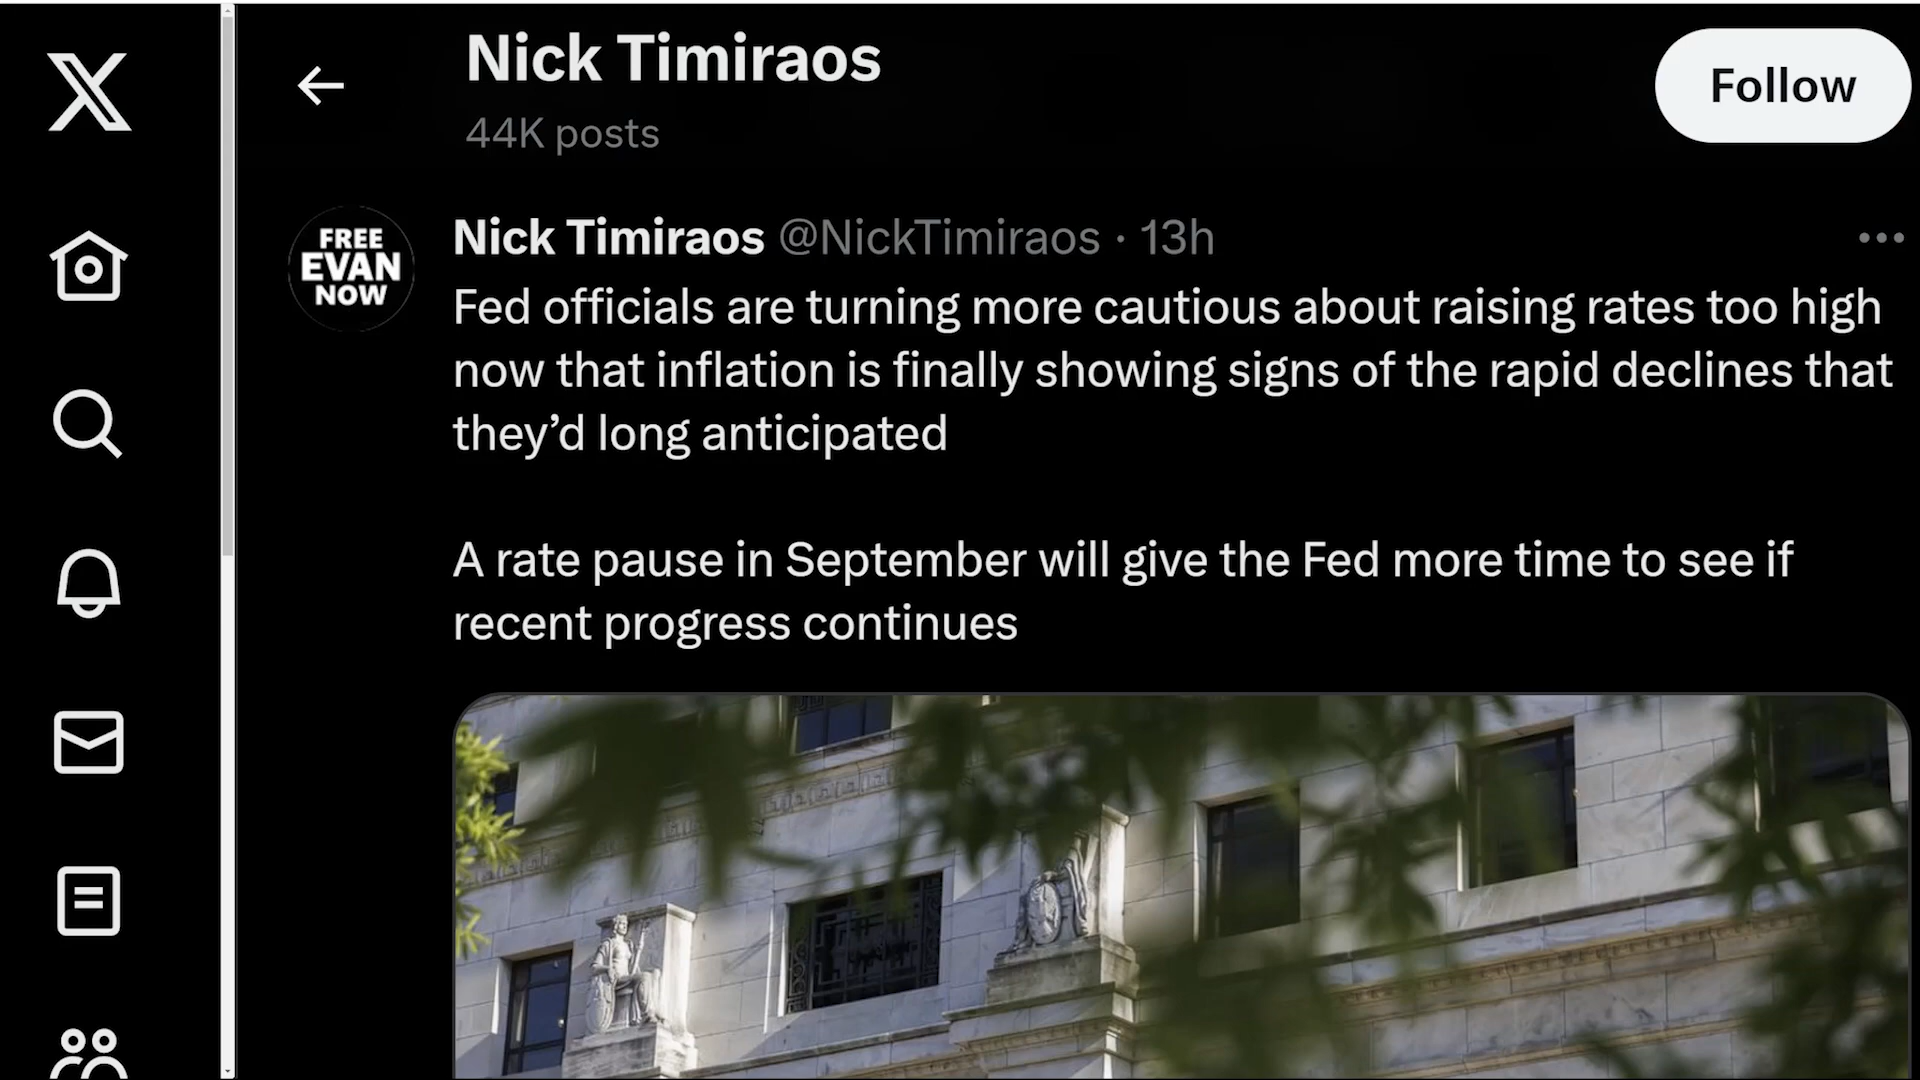 Nick Timiraos
44K posts
Follow
FREE
EVAN
NOW
Nick Timiraos @NickTimiraos · 13h
Fed officials are turning more cautious about raising rates too high
now that inflation is finally showing signs of the rapid declines that
they’d long anticipated
A rate pause in September will give the Fed more time to see if
recent progress continues